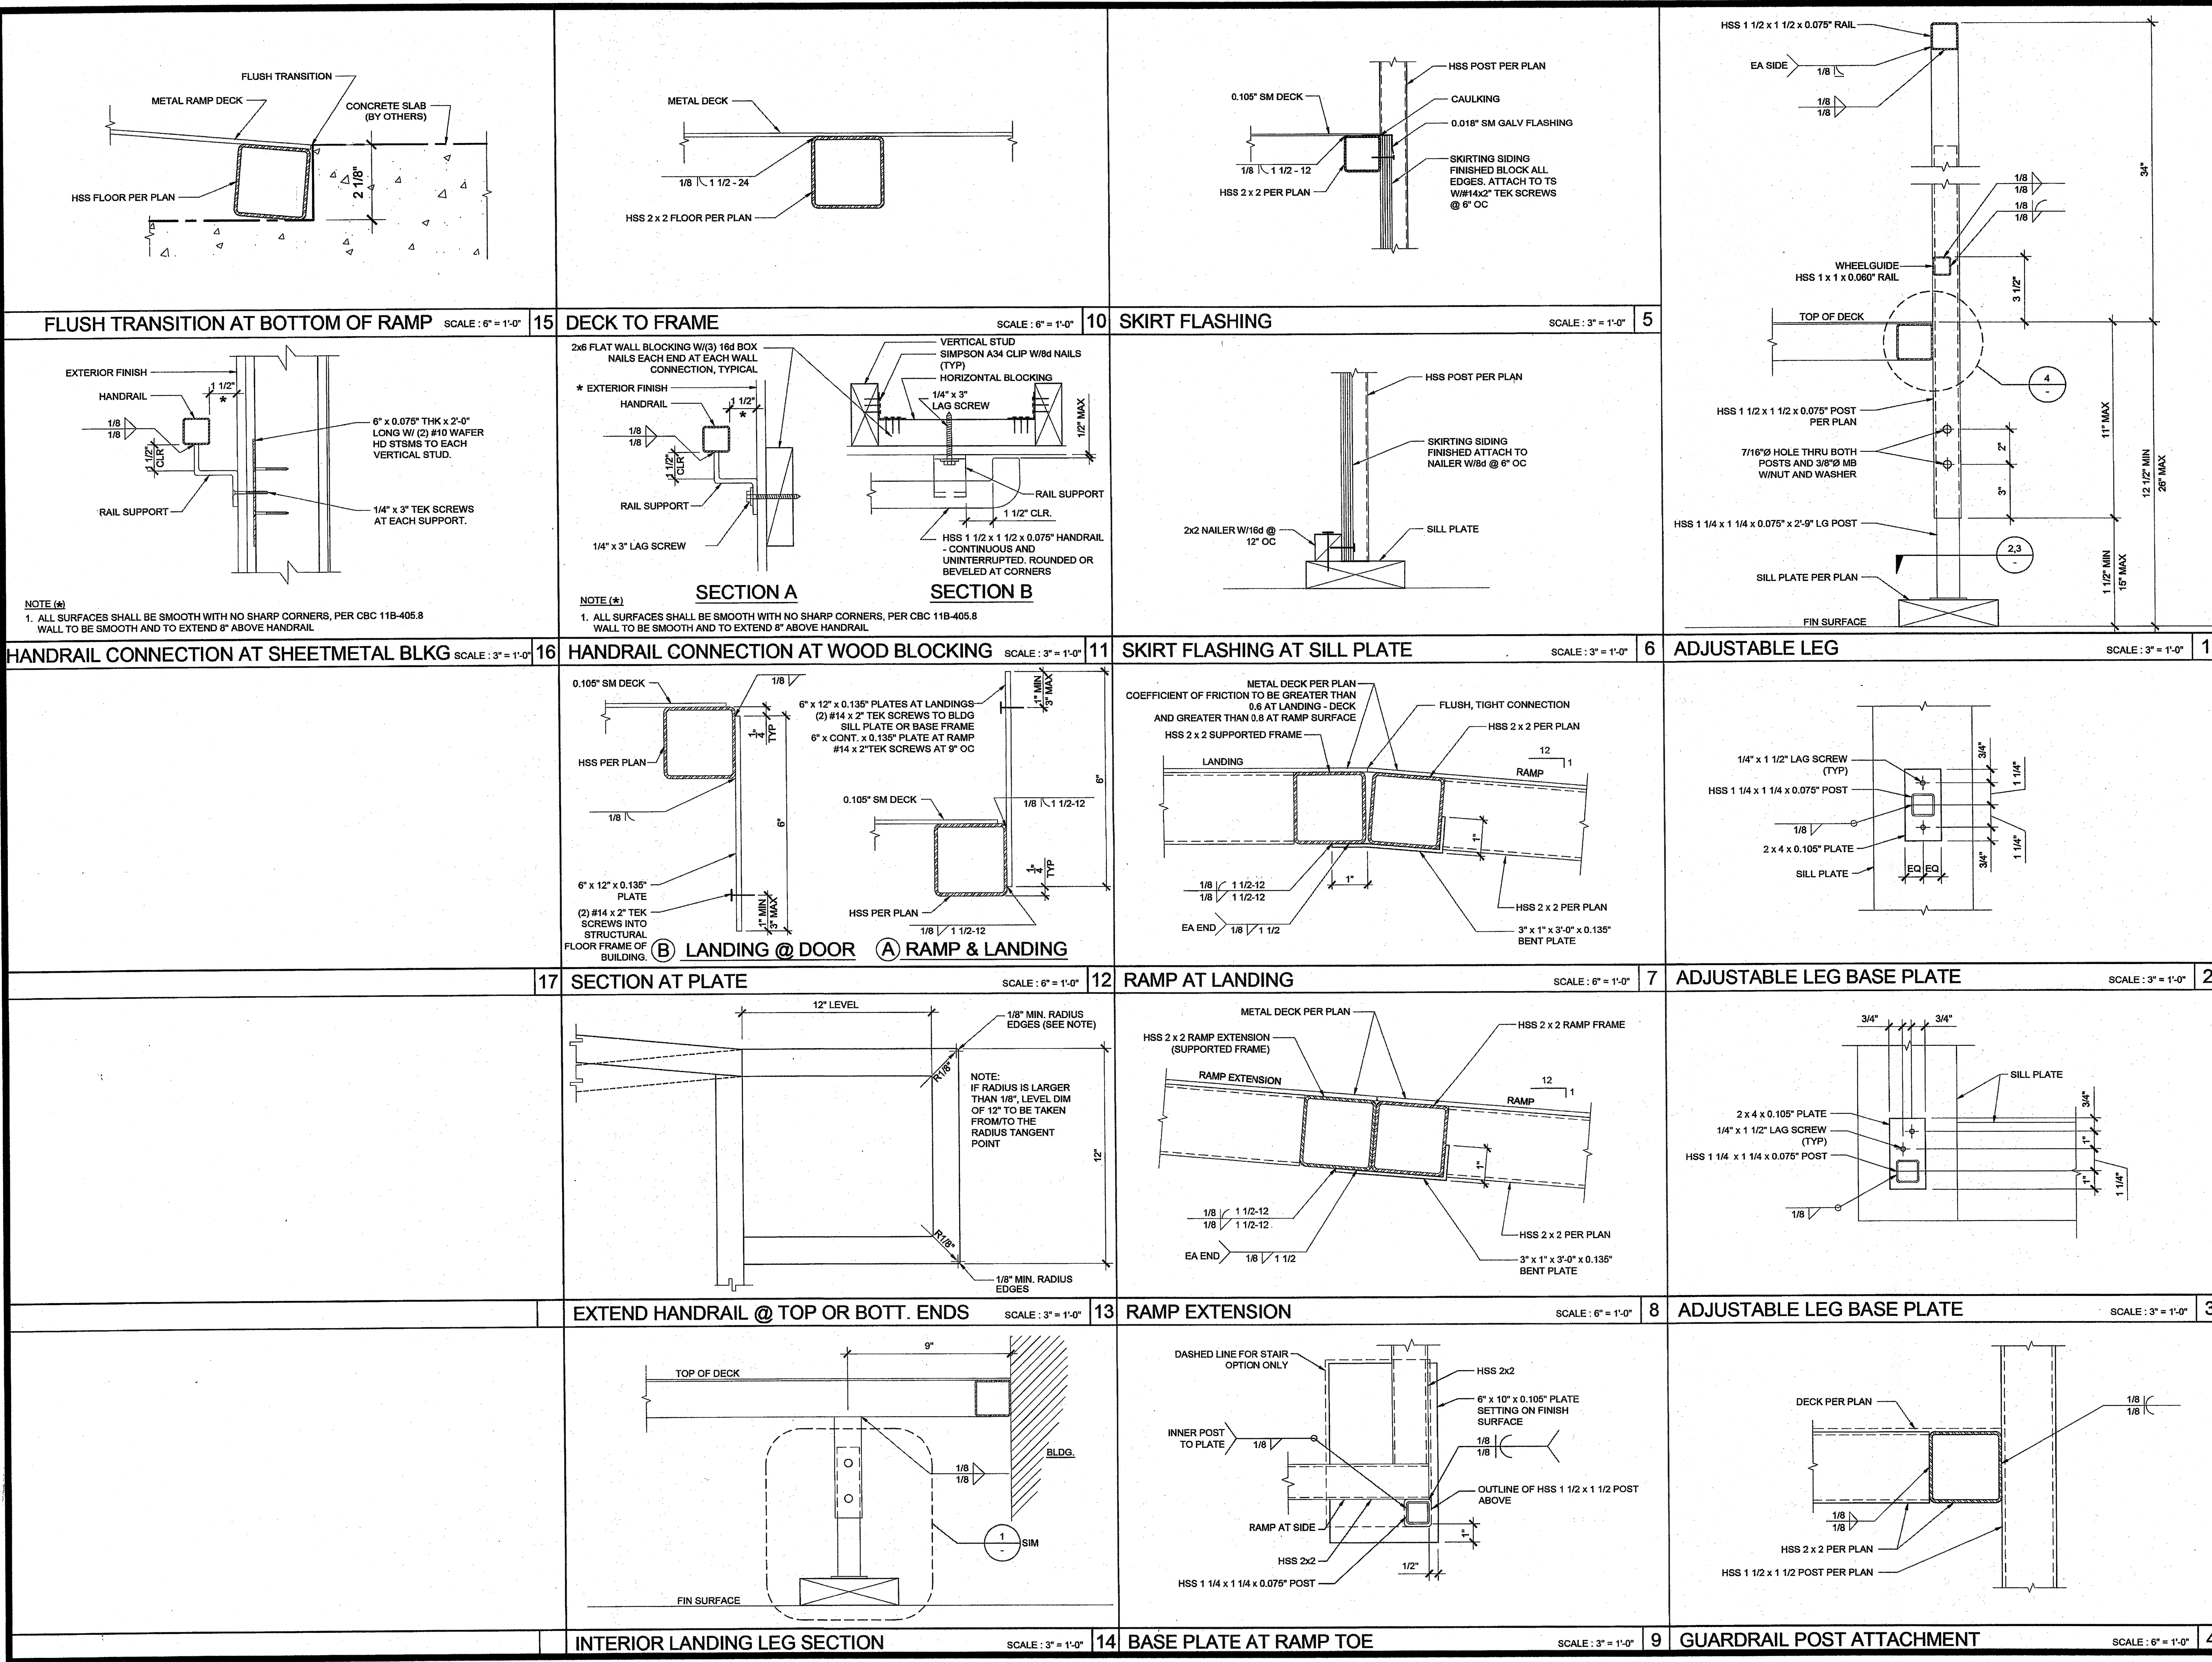 FLUSH TRANSITION
METAL RAMP DECK
CONCRETE SLAB
(BY OTHERS)
HSS FLOOR PER PLAN
2 1/8"
FLUSH TRANSITION AT BOTTOM OF RAMP SCALE : 6" = 1'-0" 15
METAL DECK
1/8 1 1/2 - 24
HSS 2 x 2 FLOOR PER PLAN
DECK TO FRAME SCALE : 6" = 1'-0" 10
HSS POST PER PLAN
0.105" SM DECK
CAULKING
0.018" SM GALV FLASHING
1/8 1 1/2 - 12
HSS 2 x 2 PER PLAN
SKIRTING SIDING
FINISHED BLOCK ALL
EDGES. ATTACH TO TS
W/#14x2" TEK SCREWS
@ 6" OC
SKIRT FLASHING SCALE : 3" = 1'-0" 5
HSS 1 1/2 x 1 1/2 x 0.075" RAIL
EA SIDE
1/8
1/8
1/8
34"
1/8
1/8
1/8
1/8
WHEELGUIDE
HSS 1 x 1 x 0.060" RAIL
3 1/2"
TOP OF DECK
4
-
HSS 1 1/2 x 1 1/2 x 0.075" POST
PER PLAN
11" MAX
7/16"Ø HOLE THRU BOTH
POSTS AND 3/8"Ø MB
W/NUT AND WASHER
2"
3"
12 1/2" MIN
26" MAX
HSS 1 1/4 x 1 1/4 x 0.075" x 2'-9" LG POST
2,3
-
SILL PLATE PER PLAN
1 1/2" MIN
15" MAX
FIN SURFACE
ADJUSTABLE LEG SCALE : 3" = 1'-0" 1
EXTERIOR FINISH
1 1/2"
*
HANDRAIL
1/8
1/8
1 1/2"
CLR
RAIL SUPPORT
6" x 0.075" THK x 2'-0"
LONG W/ (2) #10 WAFER
HD STSMS TO EACH
VERTICAL STUD.
1/4" x 3" TEK SCREWS
AT EACH SUPPORT.
NOTE (*)
1. ALL SURFACES SHALL BE SMOOTH WITH NO SHARP CORNERS, PER CBC 11B-405.8
WALL TO BE SMOOTH AND TO EXTEND 8" ABOVE HANDRAIL
HANDRAIL CONNECTION AT SHEETMETAL BLKG SCALE : 3" = 1'-0" 16
2x6 FLAT WALL BLOCKING W/(3) 16d BOX
NAILS EACH END AT EACH WALL
CONNECTION, TYPICAL
* EXTERIOR FINISH
HANDRAIL
1 1/2"
*
1/8
1/8
1 1/2"
CLR
RAIL SUPPORT
1/4" x 3" LAG SCREW
SECTION A
VERTICAL STUD
SIMPSON A34 CLIP W/8d NAILS
(TYP)
HORIZONTAL BLOCKING
1/4" x 3"
LAG SCREW
1/2" MAX
RAIL SUPPORT
1 1/2" CLR.
HSS 1 1/2 x 1 1/2 x 0.075" HANDRAIL
- CONTINUOUS AND
UNINTERRUPTED. ROUNDED OR
BEVELED AT CORNERS
SECTION B
NOTE (*)
1. ALL SURFACES SHALL BE SMOOTH WITH NO SHARP CORNERS, PER CBC 11B-405.8
WALL TO BE SMOOTH AND TO EXTEND 8" ABOVE HANDRAIL
HANDRAIL CONNECTION AT WOOD BLOCKING SCALE : 3" = 1'-0" 11
HSS POST PER PLAN
SKIRTING SIDING
FINISHED ATTACH TO
NAILER W/8d @ 6" OC
2x2 NAILER W/16d @
12" OC
SILL PLATE
SKIRT FLASHING AT SILL PLATE SCALE : 3" = 1'-0" 6
17
0.105" SM DECK
1/8
1/4 TYP
HSS PER PLAN
1/8
6"
6" x 12" x 0.135"
PLATE
(2) #14 x 2" TEK
SCREWS INTO
STRUCTURAL
FLOOR FRAME OF
BUILDING.
1" MIN
3" MAX
B LANDING @ DOOR
6" x 12" x 0.135" PLATES AT LANDINGS
(2) #14 x 2" TEK SCREWS TO BLDG
SILL PLATE OR BASE FRAME
6" x CONT. x 0.135" PLATE AT RAMP
#14 x 2"TEK SCREWS AT 9" OC
1" MIN
3" MAX
6"
0.105" SM DECK
1/8 1 1/2-12
1/4 TYP
HSS PER PLAN
1/8 1 1/2-12
A RAMP & LANDING
SECTION AT PLATE SCALE : 6" = 1'-0" 12
METAL DECK PER PLAN
COEFFICIENT OF FRICTION TO BE GREATER THAN
0.6 AT LANDING - DECK
AND GREATER THAN 0.8 AT RAMP SURFACE
HSS 2 x 2 SUPPORTED FRAME
FLUSH, TIGHT CONNECTION
HSS 2 x 2 PER PLAN
LANDING
12
1
RAMP
1"
1/8 1 1/2-12
1/8 1 1/2-12
1"
EA END
1/8 1 1/2
HSS 2 x 2 PER PLAN
3" x 1" x 3'-0" x 0.135"
BENT PLATE
RAMP AT LANDING SCALE : 6" = 1'-0" 7
1/4" x 1 1/2" LAG SCREW
(TYP)
HSS 1 1/4 x 1 1/4 x 0.075" POST
1/8
2 x 4 x 0.105" PLATE
SILL PLATE
EQ EQ
3/4"
1 1/4"
1 1/4"
3/4"
ADJUSTABLE LEG BASE PLATE SCALE : 3" = 1'-0" 2
12" LEVEL
1/8" MIN. RADIUS
EDGES (SEE NOTE)
R1/8"
NOTE:
IF RADIUS IS LARGER
THAN 1/8", LEVEL DIM
OF 12" TO BE TAKEN
FROM/TO THE
RADIUS TANGENT
POINT
12"
R1/8"
1/8" MIN. RADIUS
EDGES
EXTEND HANDRAIL @ TOP OR BOTT. ENDS SCALE : 3" = 1'-0" 13
METAL DECK PER PLAN
HSS 2 x 2 RAMP EXTENSION
(SUPPORTED FRAME)
HSS 2 x 2 RAMP FRAME
RAMP EXTENSION
12
1
RAMP
1"
1/8 1 1/2-12
1/8 1 1/2-12
EA END
1/8 1 1/2
HSS 2 x 2 PER PLAN
3" x 1" x 3'-0" x 0.135"
BENT PLATE
RAMP EXTENSION SCALE : 6" = 1'-0" 8
3/4" 3/4"
SILL PLATE
2 x 4 x 0.105" PLATE
1/4" x 1 1/2" LAG SCREW
(TYP)
HSS 1 1/4 x 1 1/4 x 0.075" POST
1/8
3/4"
1"
1"
1 1/4"
ADJUSTABLE LEG BASE PLATE SCALE : 3" = 1'-0" 3
9"
TOP OF DECK
BLDG.
1/8
1/8
1
-
SIM
FIN SURFACE
INTERIOR LANDING LEG SECTION SCALE : 3" = 1'-0" 14
DASHED LINE FOR STAIR
OPTION ONLY
HSS 2x2
6" x 10" x 0.105" PLATE
SETTING ON FINISH
SURFACE
INNER POST
TO PLATE
1/8
1/8
1/8
OUTLINE OF HSS 1 1/2 x 1 1/2 POST
ABOVE
RAMP AT SIDE
1"
HSS 2x2
1/2"
HSS 1 1/4 x 1 1/4 x 0.075" POST
BASE PLATE AT RAMP TOE SCALE : 3" = 1'-0" 9
DECK PER PLAN
1/8
1/8
1/8
1/8
HSS 2 x 2 PER PLAN
HSS 1 1/2 x 1 1/2 POST PER PLAN
GUARDRAIL POST ATTACHMENT SCALE : 6" = 1'-0" 4